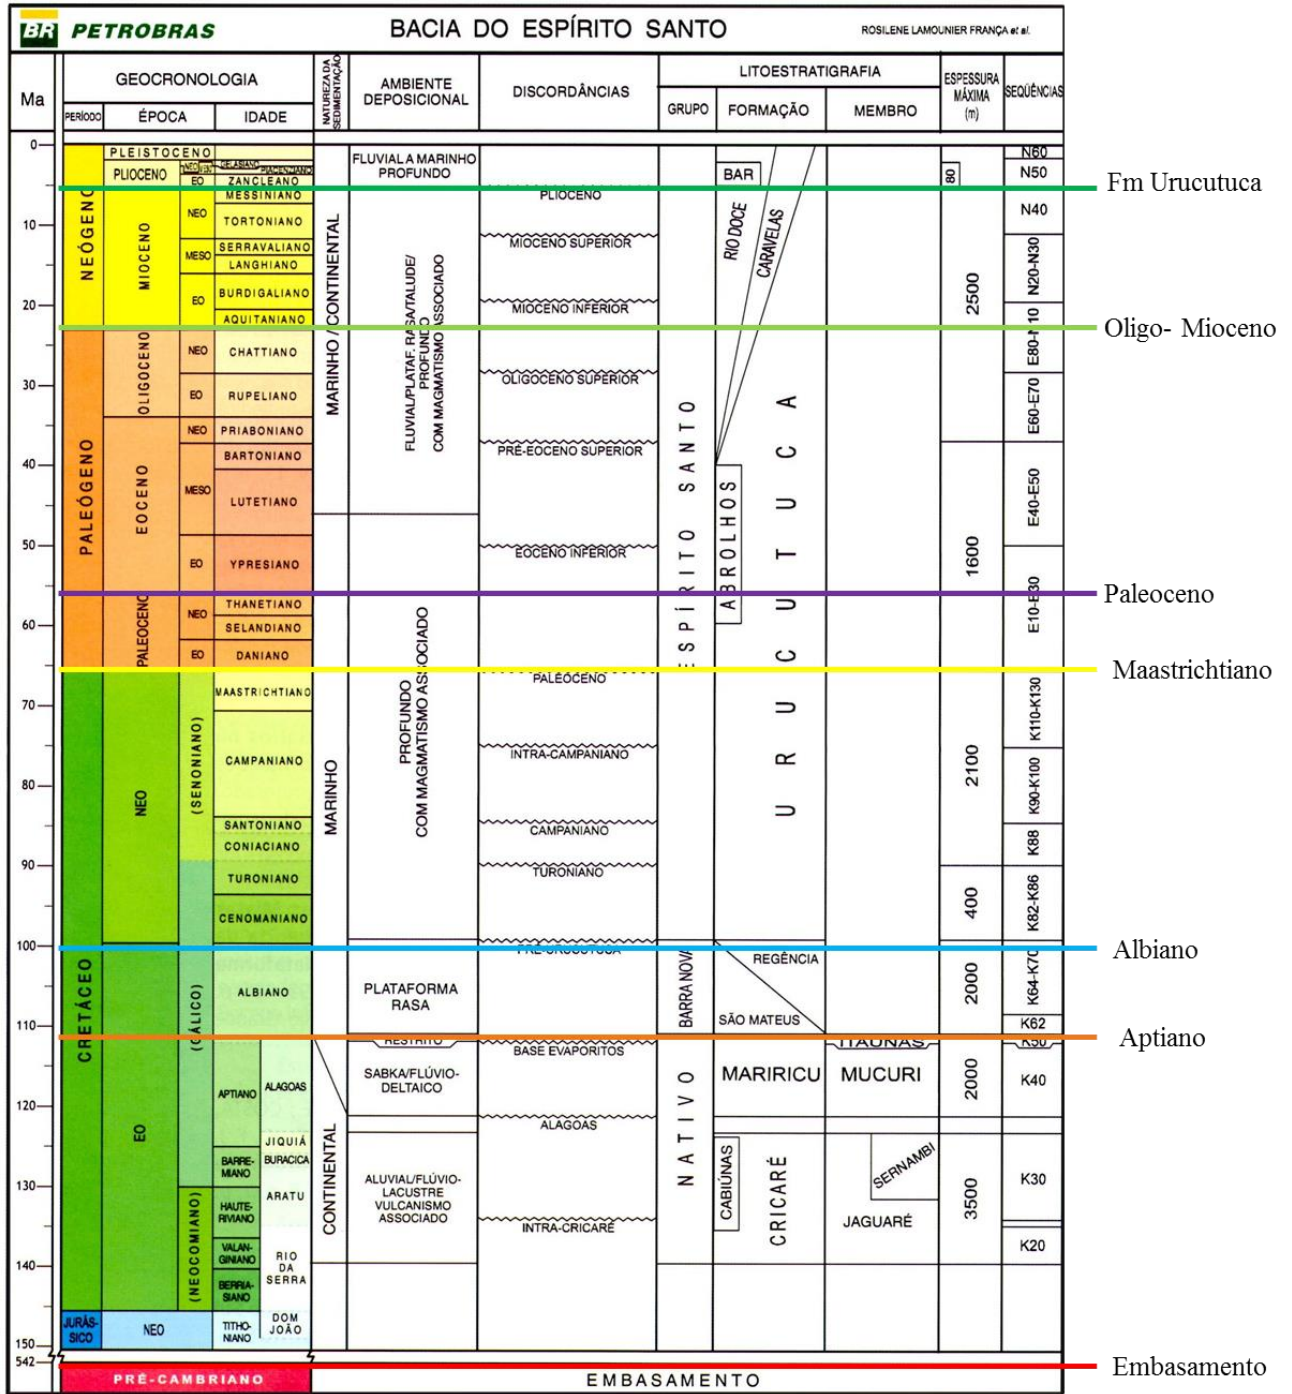 BR PETROBRAS
BACIA DO ESPÍRITO SANTO
ROSILENE LAMOUNIER FRANÇA et al.
Ma
GEOCRONOLOGIA
PERÍODO
ÉPOCA
IDADE
NATUREZA DA SEDIMENTAÇÃO
AMBIENTE
DEPOSICIONAL
DISCORDÂNCIAS
LITOESTRATIGRAFIA
GRUPO
FORMAÇÃO
MEMBRO
ESPESSURA
MÁXIMA
(m)
SEQÜÊNCIAS
0
10
20
30
40
50
60
70
80
90
100
110
120
130
140
150
542
NEÓGENO
PALEÓGENO
CRETÁCEO
JURÁS-
SICO
PLEISTOCENO
PLIOCENO
EO
MIOCENO
NEO
MESO
EO
OLIGOCENO
NEO
EO
EOCENO
NEO
MESO
EO
PALEOCENO
NEO
EO
NEO
(SENONIANO)
(GÁLICO)
EO
(NEOCOMIANO)
NEO
GELASIANO
PIACENZIANO
ZANCLEANO
MESSINIANO
TORTONIANO
SERRAVALIANO
LANGHIANO
BURDIGALIANO
AQUITANIANO
CHATTIANO
RUPELIANO
PRIABONIANO
BARTONIANO
LUTETIANO
YPRESIANO
THANETIANO
SELANDIANO
DANIANO
MAASTRICHTIANO
CAMPANIANO
SANTONIANO
CONIACIANO
TURONIANO
CENOMANIANO
ALBIANO
APTIANO
ALAGOAS
JIQUIÁ
BARRE-
MIANO
BURACICA
HAUTE-
RIVIANO
ARATU
VALAN-
GINIANO
BERRIA-
SIANO
RIO
DA
SERRA
TITHO-
NIANO
DOM
JOÃO
PRÉ-CAMBRIANO
MARINHO / CONTINENTAL
MARINHO
CONTINENTAL
FLUVIAL A MARINHO
PROFUNDO
FLUVIAL/PLATAF. RASA/TALUDE/
PROFUNDO
COM MAGMATISMO ASSOCIADO
PROFUNDO
COM MAGMATISMO ASSOCIADO
PLATAFORMA
RASA
RESTRITO
SABKA/FLÚVIO-
DELTAICO
ALUVIAL/FLÚVIO-
LACUSTRE
VULCANISMO
ASSOCIADO
PLIOCENO
MIOCENO SUPERIOR
MIOCENO INFERIOR
OLIGOCENO SUPERIOR
PRÉ-EOCENO SUPERIOR
EOCENO INFERIOR
PALEOCENO
INTRA-CAMPANIANO
CAMPANIANO
TURONIANO
PRÉ-URUCUTUCA
BASE EVAPORITOS
ALAGOAS
INTRA-CRICARÉ
ESPÍRITO SANTO
BARRA NOVA
NATIVO
BAR
RIO DOCE
CARAVELAS
ABROLHOS
URUCUTUCA
REGÊNCIA
SÃO MATEUS
MARIRICU
CABIÚNAS
CRICARÉ
ITAÚNAS
MUCURI
SERNAMBI
JAGUARÉ
80
2500
1600
2100
400
2000
2000
3500
N60
N50
N40
N20-N30
E80-N10
E60-E70
E40-E50
E10-E30
K110-K130
K90-K100
K88
K82-K86
K64-K70
K62
K50
K40
K30
K20
EMBASAMENTO
Fm Urucutuca
Oligo- Mioceno
Paleoceno
Maastrichtiano
Albiano
Aptiano
Embasamento